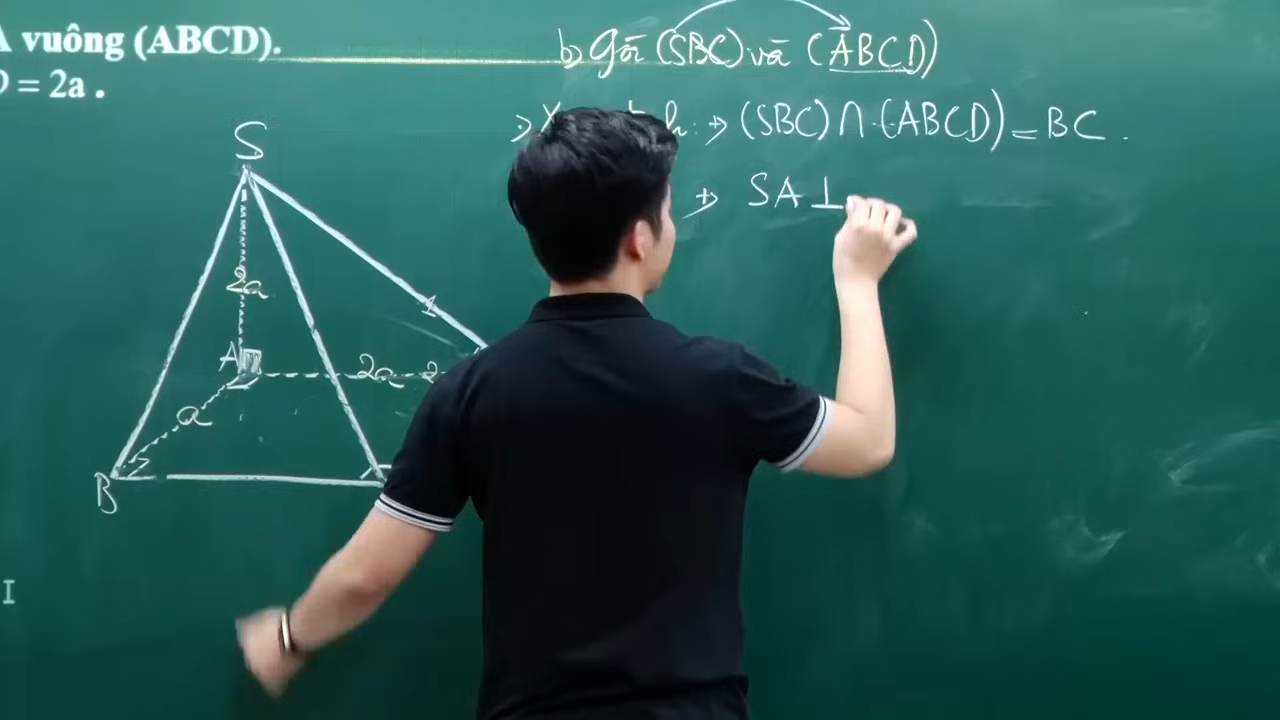 vuông (ABCD).
= 2a .
b) góc (SBC) và (ABCD)
(SBC) ∩ (ABCD) = BC .
SA ⊥
S
2a
A
2a
a
B